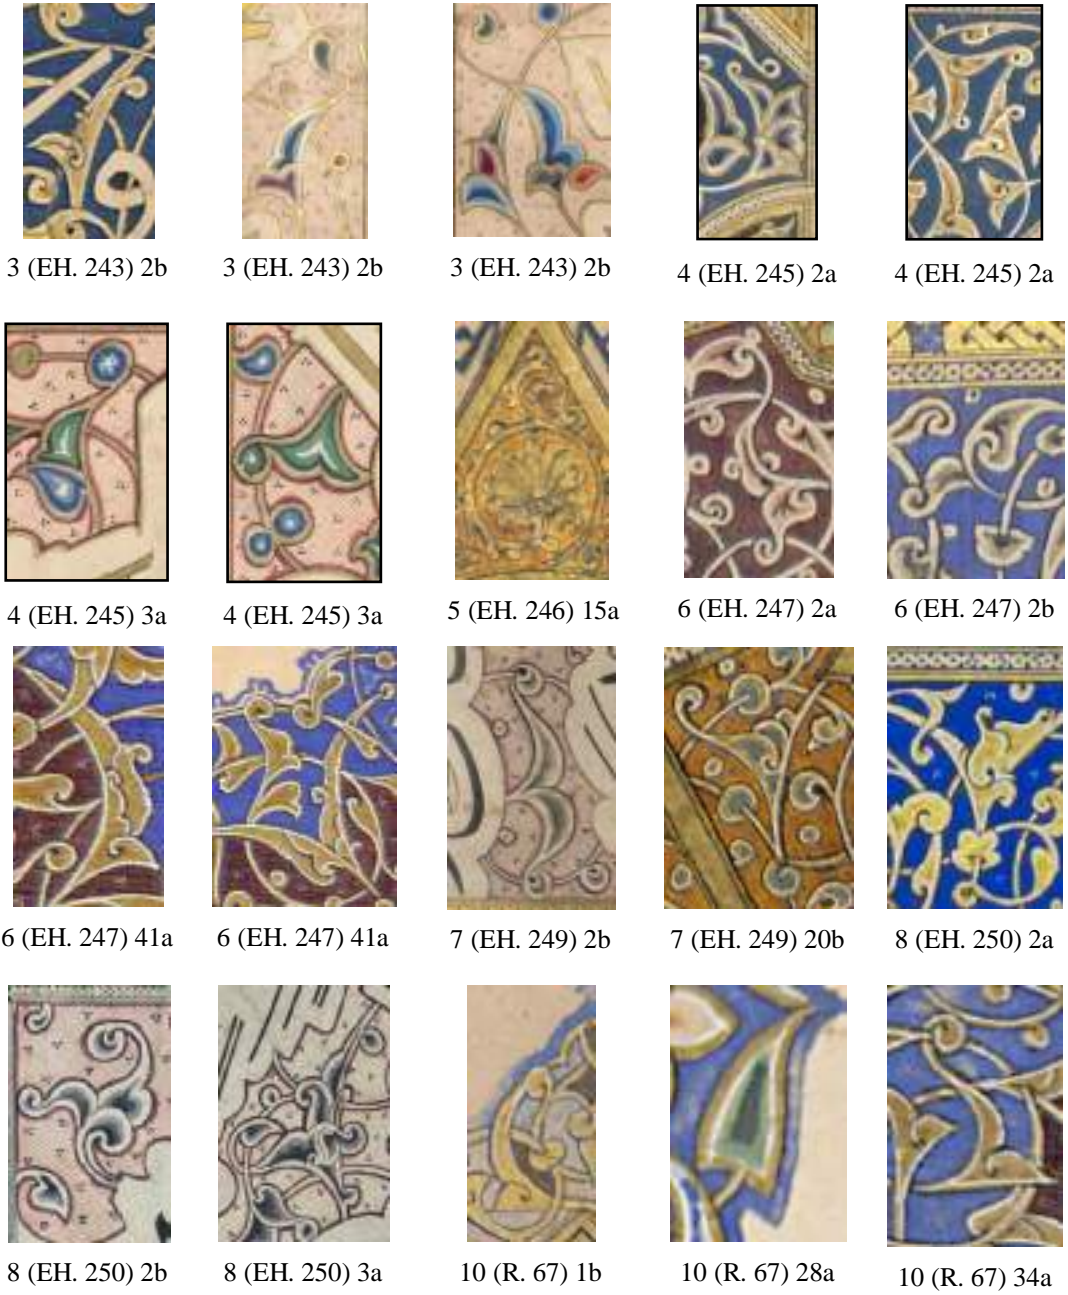 3 (EH. 243) 2b
3 (EH. 243) 2b
3 (EH. 243) 2b
4 (EH. 245) 2a
4 (EH. 245) 2a
4 (EH. 245) 3a
4 (EH. 245) 3a
5 (EH. 246) 15a
6 (EH. 247) 2a
6 (EH. 247) 2b
6 (EH. 247) 41a
6 (EH. 247) 41a
7 (EH. 249) 2b
7 (EH. 249) 20b
8 (EH. 250) 2a
8 (EH. 250) 2b
8 (EH. 250) 3a
10 (R. 67) 1b
10 (R. 67) 28a
10 (R. 67) 34a